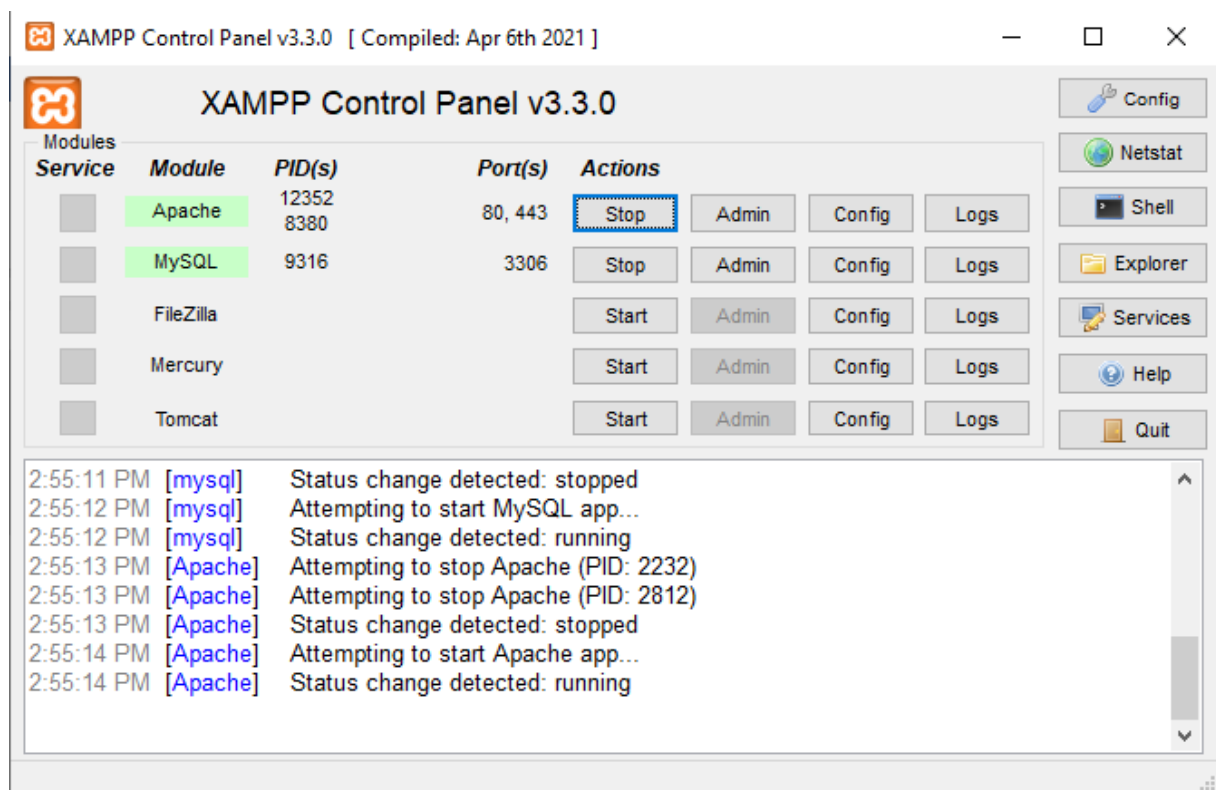 XAMPP Control Panel v3.3.0 [ Compiled: Apr 6th 2021 ]
XAMPP Control Panel v3.3.0
Config
Modules
Netstat
Service Module PID(s) Port(s) Actions
Apache 12352 80, 443 Stop Admin Config Logs
8380
Shell
MySQL 9316 3306 Stop Admin Config Logs
Explorer
FileZilla Start Admin Config Logs
Services
Mercury Start Admin Config Logs
Help
Tomcat Start Admin Config Logs
Quit
2:55:11 PM [mysql] Status change detected: stopped
2:55:12 PM [mysql] Attempting to start MySQL app...
2:55:12 PM [mysql] Status change detected: running
2:55:13 PM [Apache] Attempting to stop Apache (PID: 2232)
2:55:13 PM [Apache] Attempting to stop Apache (PID: 2812)
2:55:13 PM [Apache] Status change detected: stopped
2:55:14 PM [Apache] Attempting to start Apache app...
2:55:14 PM [Apache] Status change detected: running